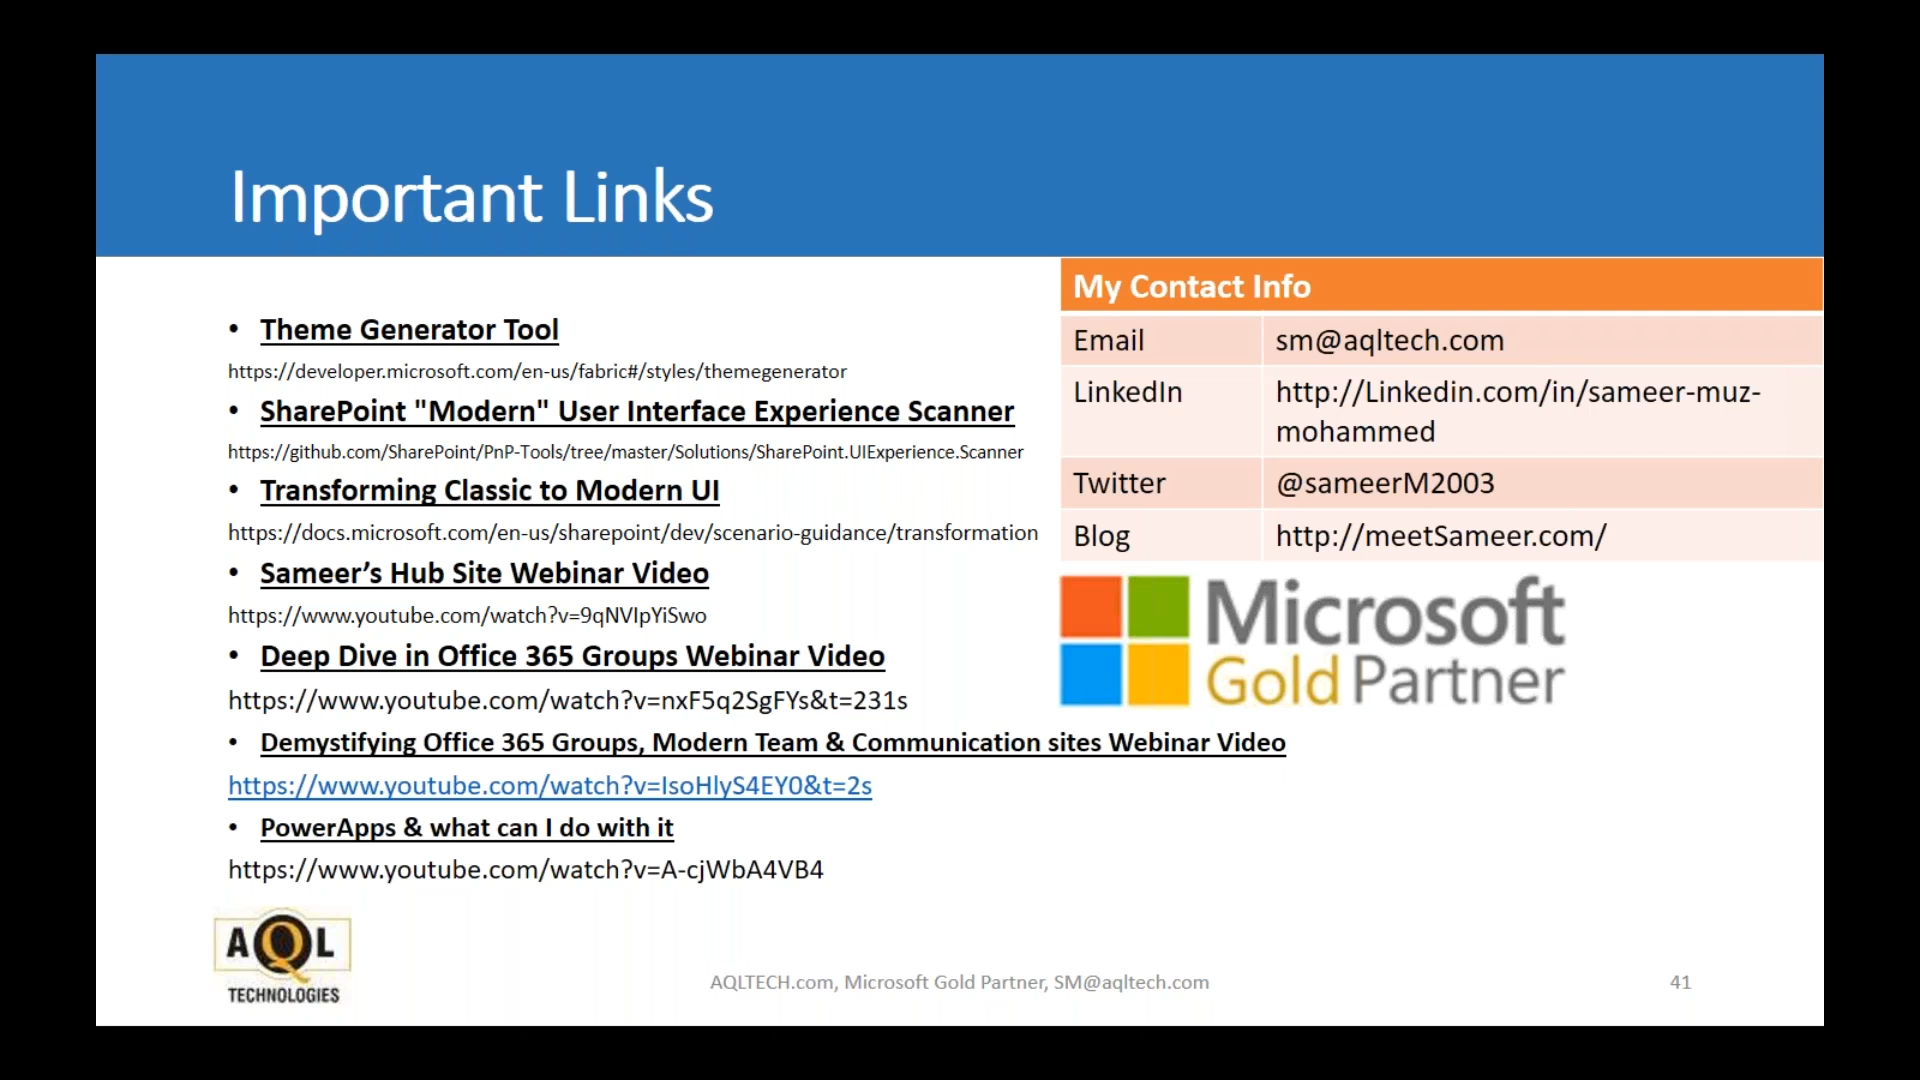 Important Links
• Theme Generator Tool
https://developer.microsoft.com/en-us/fabric#/styles/themegenerator
• SharePoint "Modern" User Interface Experience Scanner
https://github.com/SharePoint/PnP-Tools/tree/master/Solutions/SharePoint.UIExperience.Scanner
• Transforming Classic to Modern UI
https://docs.microsoft.com/en-us/sharepoint/dev/scenario-guidance/transformation
• Sameer’s Hub Site Webinar Video
https://www.youtube.com/watch?v=9qNVIpYiSwo
• Deep Dive in Office 365 Groups Webinar Video
https://www.youtube.com/watch?v=nxF5q2SgFYs&t=231s
• Demystifying Office 365 Groups, Modern Team & Communication sites Webinar Video
https://www.youtube.com/watch?v=IsoHlyS4EY0&t=2s
• PowerApps & what can I do with it
https://www.youtube.com/watch?v=A-cjWbA4VB4
My Contact Info
Email sm@aqltech.com
LinkedIn http://Linkedin.com/in/sameer-muz-
mohammed
Twitter @sameerM2003
Blog http://meetSameer.com/
Microsoft
Gold Partner
AQL
TECHNOLOGIES
AQLTECH.com, Microsoft Gold Partner, SM@aqltech.com
41